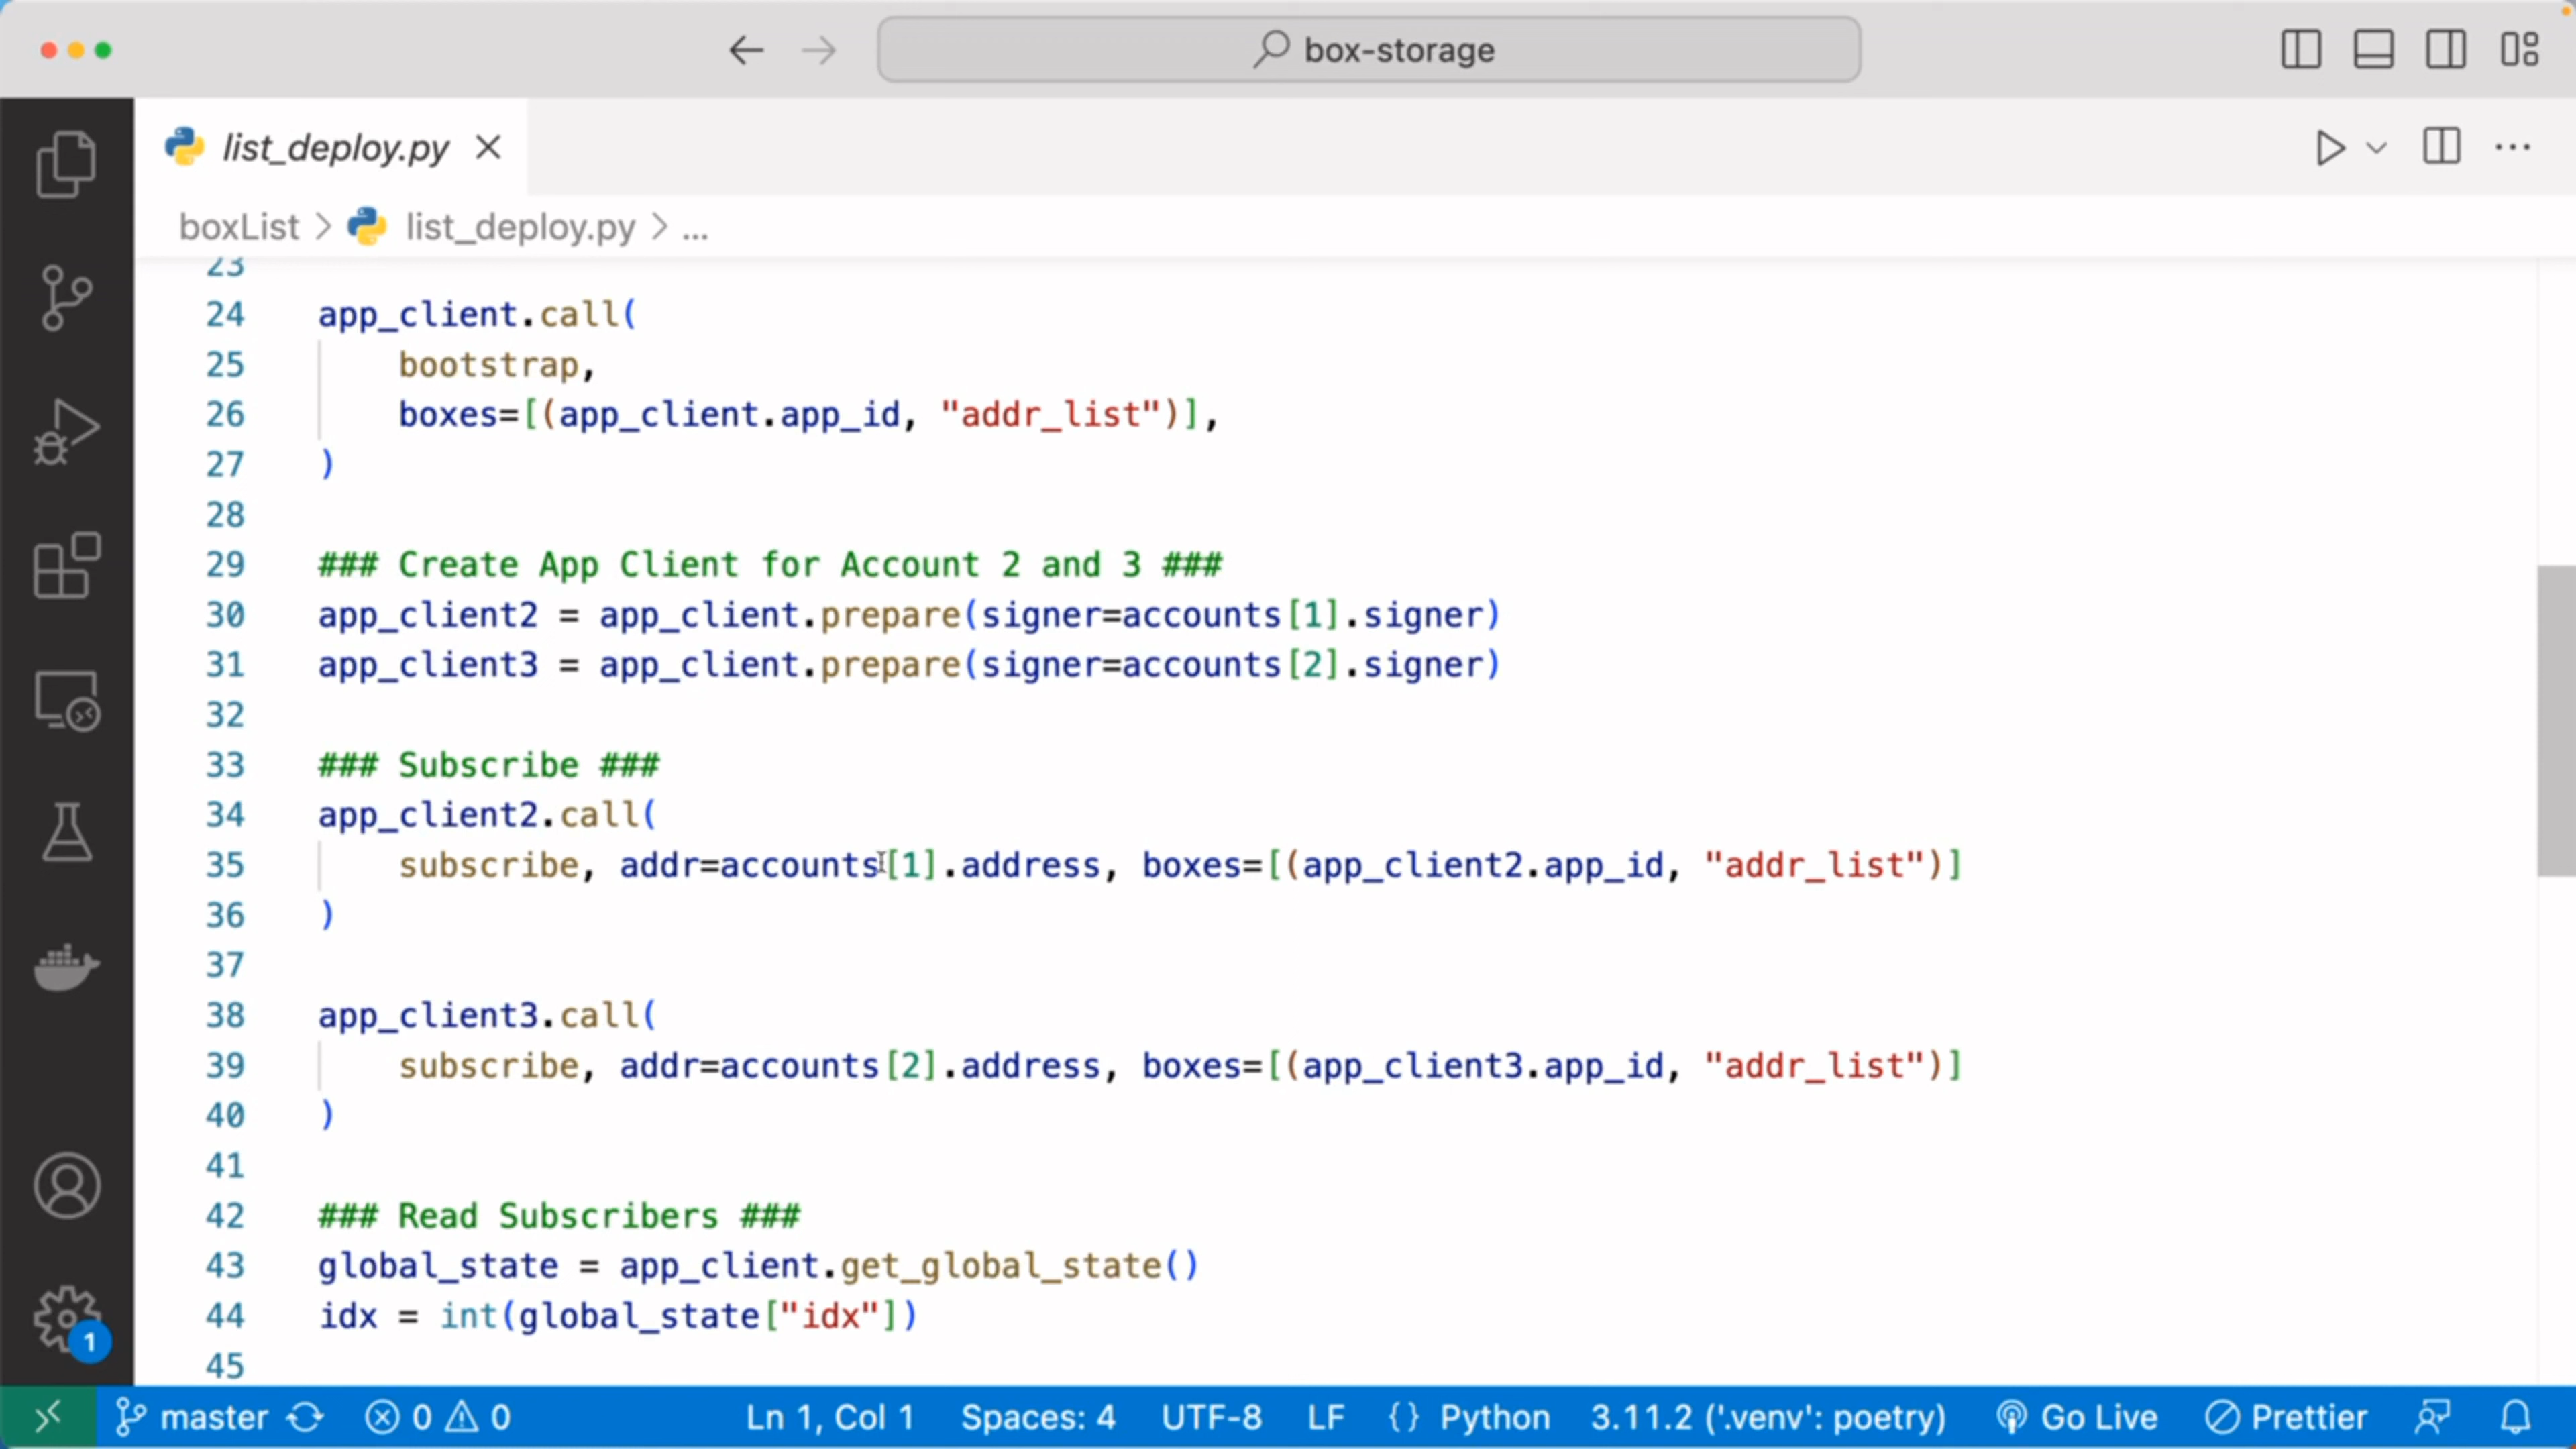 box-storage
list_deploy.py
boxList > list_deploy.py > ...
23
24 app_client.call(
25 bootstrap,
26 boxes=[(app_client.app_id, "addr_list")],
27 )
28
29 ### Create App Client for Account 2 and 3 ###
30 app_client2 = app_client.prepare(signer=accounts[1].signer)
31 app_client3 = app_client.prepare(signer=accounts[2].signer)
32
33 ### Subscribe ###
34 app_client2.call(
35 subscribe, addr=accounts[1].address, boxes=[(app_client2.app_id, "addr_list")]
36 )
37
38 app_client3.call(
39 subscribe, addr=accounts[2].address, boxes=[(app_client3.app_id, "addr_list")]
40 )
41
42 ### Read Subscribers ###
43 global_state = app_client.get_global_state()
44 idx = int(global_state["idx"])
45
1
master 0 0 Ln 1, Col 1 Spaces: 4 UTF-8 LF {} Python 3.11.2 ('.venv': poetry) Go Live Prettier